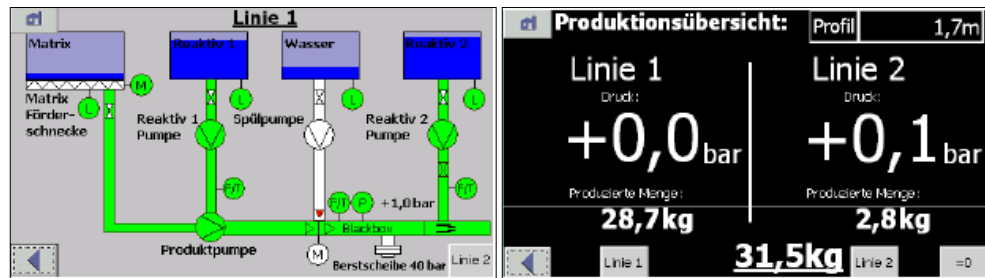 Linie 1
Matrix
Reaktiv 1
Wasser
Reaktiv 2
M
L
L
L
L
Matrix
Förder-
schnecke
Reaktiv 1
Pumpe
Spülpumpe
Reaktiv 2
Pumpe
F/T
F/T
F/T
P
+1,0bar
Blackbox
Produktpumpe
M
Berstscheibe 40 bar
Linie 2
Produktionsübersicht:
Profil
1,7m
Linie 1
Linie 2
Druck:
Druck:
+0,0bar
+0,1bar
Produzierte Menge:
Produzierte Menge:
28,7kg
2,8kg
Linie 1
31,5kg
Linie 2
=0